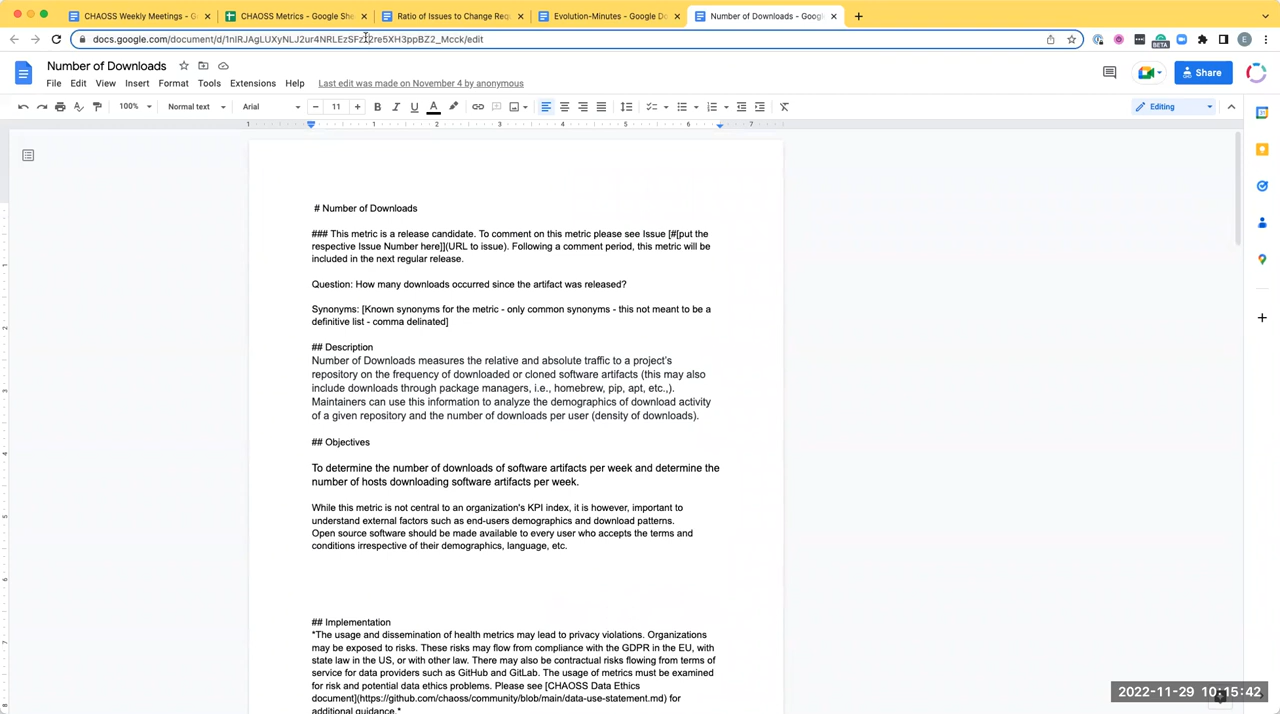 CHAOSS Weekly Meetings - G
CHAOSS Metrics - Google She
Ratio of Issues to Change Req
Evolution-Minutes - Google Do
Number of Downloads - Googl
Number of Downloads
File Edit View Insert Format Tools Extensions Help Last edit was made on November 4 by anonymous
Share
E
BETA
100% Normal text Arial 11 Editing
1 1 2 3 4 5 6 7
# Number of Downloads
### This metric is a release candidate. To comment on this metric please see Issue [#[put the
respective Issue Number here]](URL to issue). Following a comment period, this metric will be
included in the next regular release.
Question: How many downloads occurred since the artifact was released?
Synonyms: [Known synonyms for the metric - only common synonyms - this not meant to be a
definitive list - comma delinated]
## Description
Number of Downloads measures the relative and absolute traffic to a project's
repository on the frequency of downloaded or cloned software artifacts (this may also
include downloads through package managers, i.e., homebrew, pip, apt, etc.,).
Maintainers can use this information to analyze the demographics of download activity
of a given repository and the number of downloads per user (density of downloads).
## Objectives
To determine the number of downloads of software artifacts per week and determine the
number of hosts downloading software artifacts per week.
While this metric is not central to an organization's KPI index, it is however, important to
understand external factors such as end-users demographics and download patterns.
Open source software should be made available to every user who accepts the terms and
conditions irrespective of their demographics, language, etc.
## Implementation
*The usage and dissemination of health metrics may lead to privacy violations. Organizations
may be exposed to risks. These risks may flow from compliance with the GDPR in the EU, with
state law in the US, or with other law. There may also be contractual risks flowing from terms of
service for data providers such as GitHub and GitLab. The usage of metrics must be examined
for risk and potential data ethics problems. Please see [CHAOSS Data Ethics
document](https://github.com/chaoss/community/blob/main/data-use-statement.md) for
additional guidance.*
2022-11-29 10:15:42